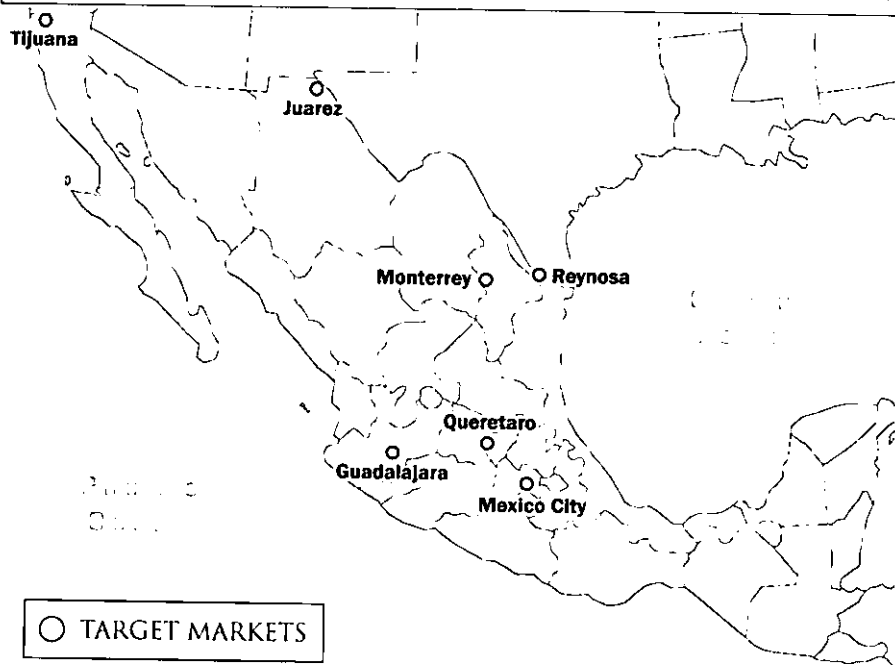 Tijuana
Juarez
Monterrey
Reynosa
Queretaro
Guadalajara
Mexico City
TARGET MARKETS